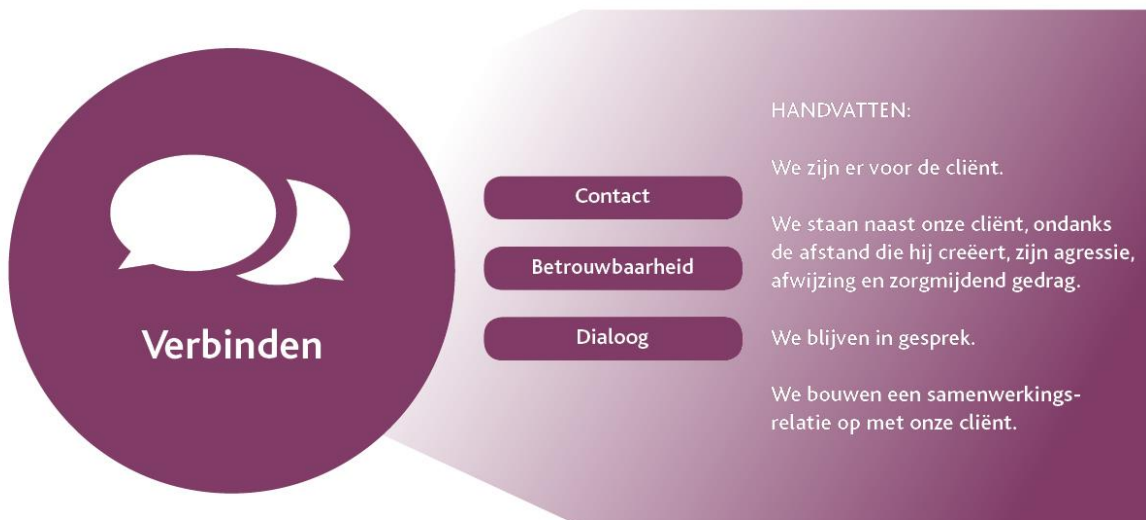 Verbinden
Contact
Betrouwbaarheid
Dialoog
HANDVATTEN:
We zijn er voor de cliënt.
We staan naast onze cliënt, ondanks
de afstand die hij creëert, zijn agressie,
afwijzing en zorgmijdend gedrag.
We blijven in gesprek.
We bouwen een samenwerkings-
relatie op met onze cliënt.